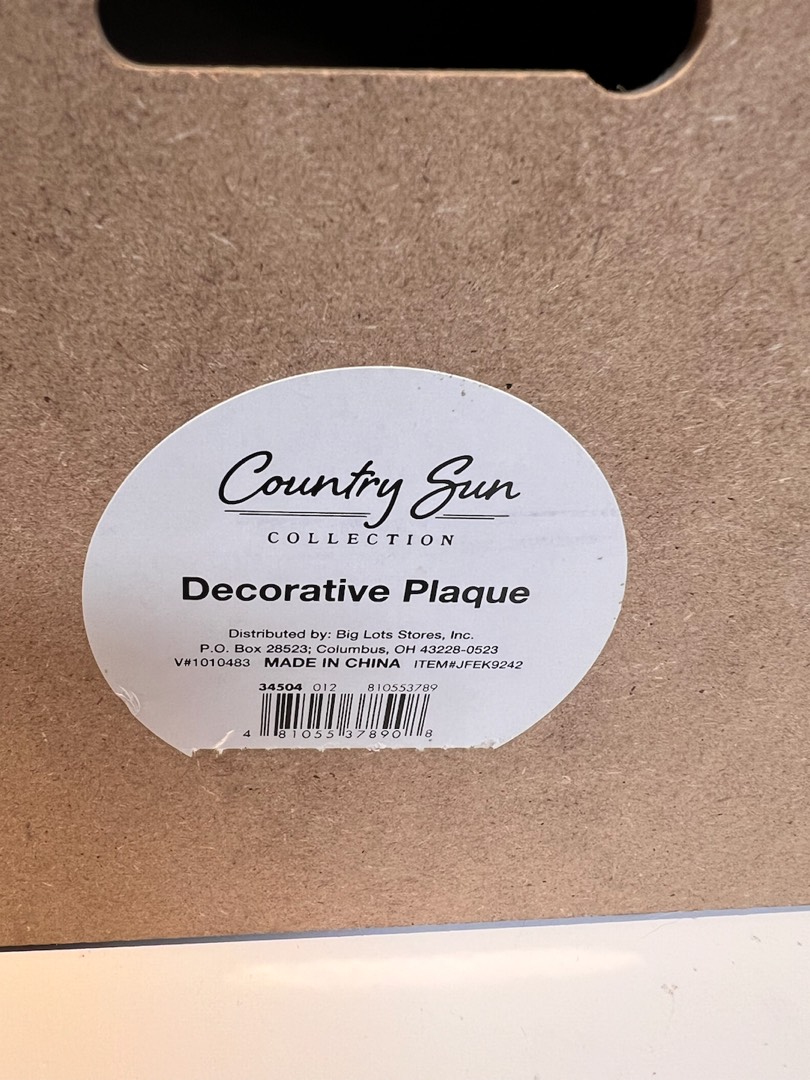 Country Sun
COLLECTION
Decorative Plaque
Distributed by: Big Lots Stores, Inc.
P.O. Box 28523; Columbus, OH 43228-0523
V#1010483 MADE IN CHINA ITEM#JFEK9242
34504 012 810553789
4 81055 37890 8